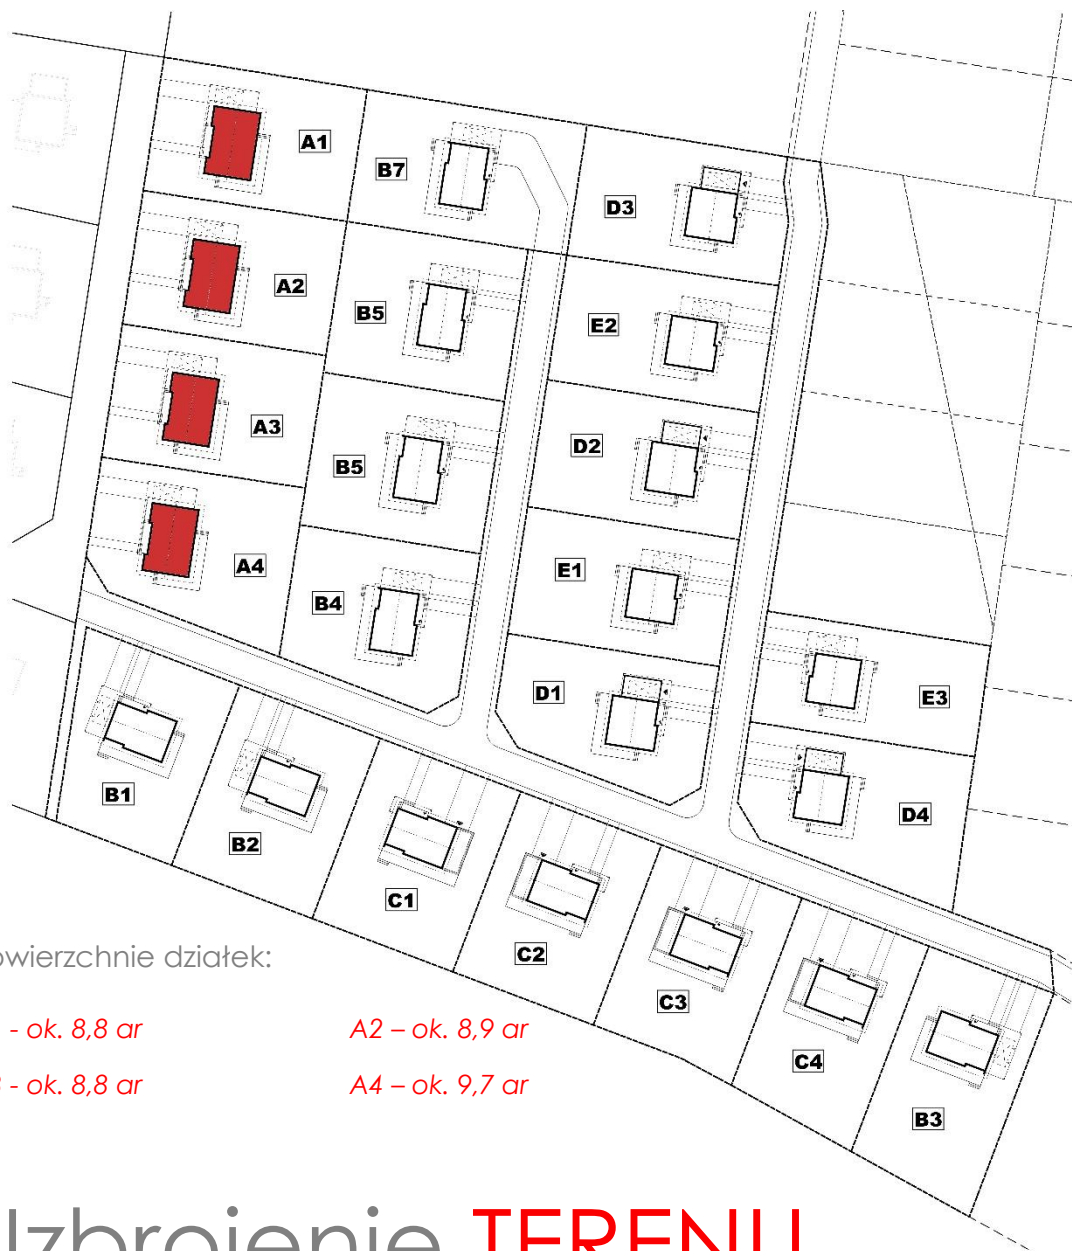 A1
B7
D3
A2
B5
E2
A3
B5
D2
A4
B4
E1
D1
E3
B1
B2
D4
C1
C2
C3
C4
B3
owierzchnie działek:
- ok. 8,8 ar A2 – ok. 8,9 ar
- ok. 8,8 ar A4 – ok. 9,7 ar
Uzbrojenie TERENU